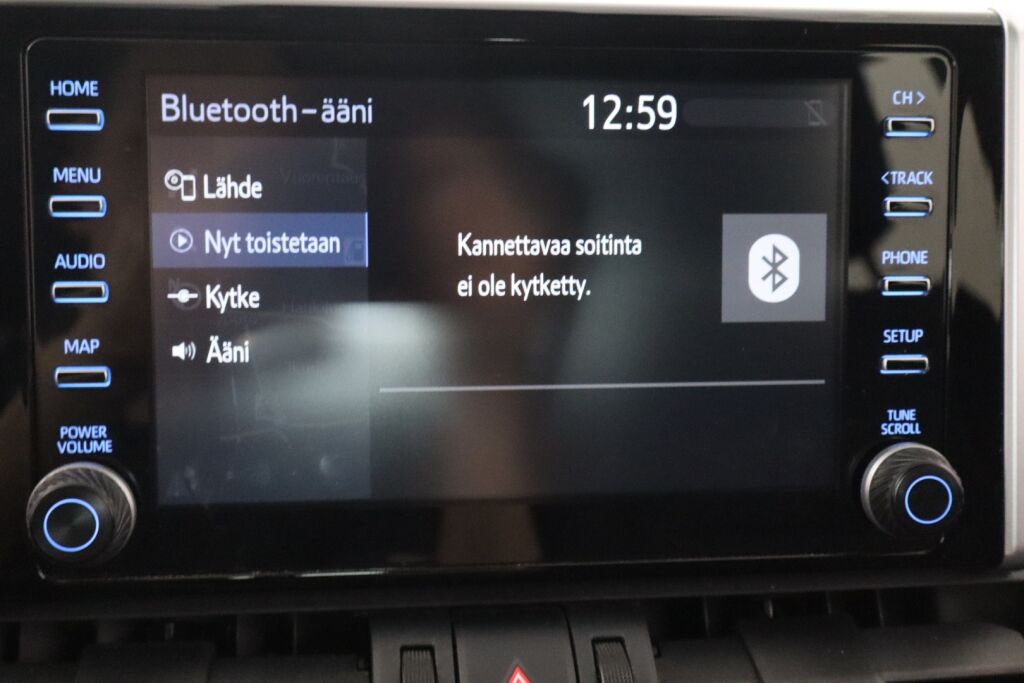 HOME
MENU
AUDIO
MAP
POWER
VOLUME
Bluetooth–ääni
12:59
Lähde
Nyt toistetaan
Kytke
Ääni
Kannettavaa soitinta
ei ole kytketty.
CH >
<TRACK
PHONE
SETUP
TUNE
SCROLL